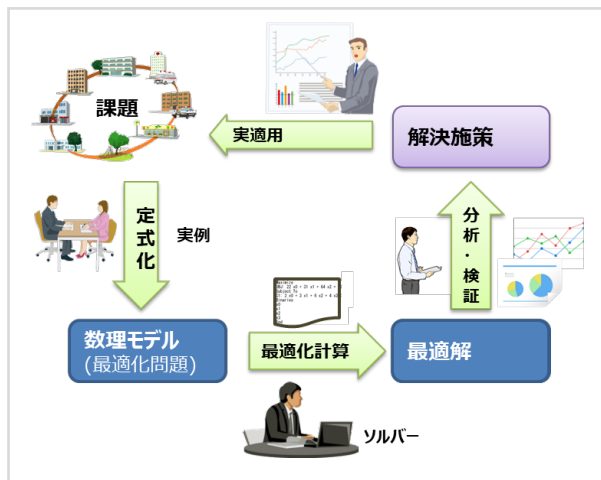 課題
実適用
解決施策
定式化
実例
分析・検証
数理モデル
(最適化問題)
最適化計算
最適解
ソルバー